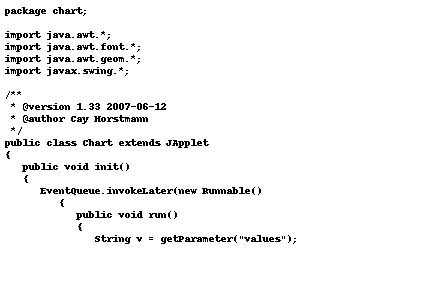 package chart;

import java.awt.*;
import java.awt.font.*;
import java.awt.geom.*;
import javax.swing.*;

/**
 * @version 1.33 2007-06-12
 * @author Cay Horstmann
 */
public class Chart extends JApplet
{
   public void init()
   {
      EventQueue.invokeLater(new Runnable()
         {
            public void run()
            {
               String v = getParameter("values");